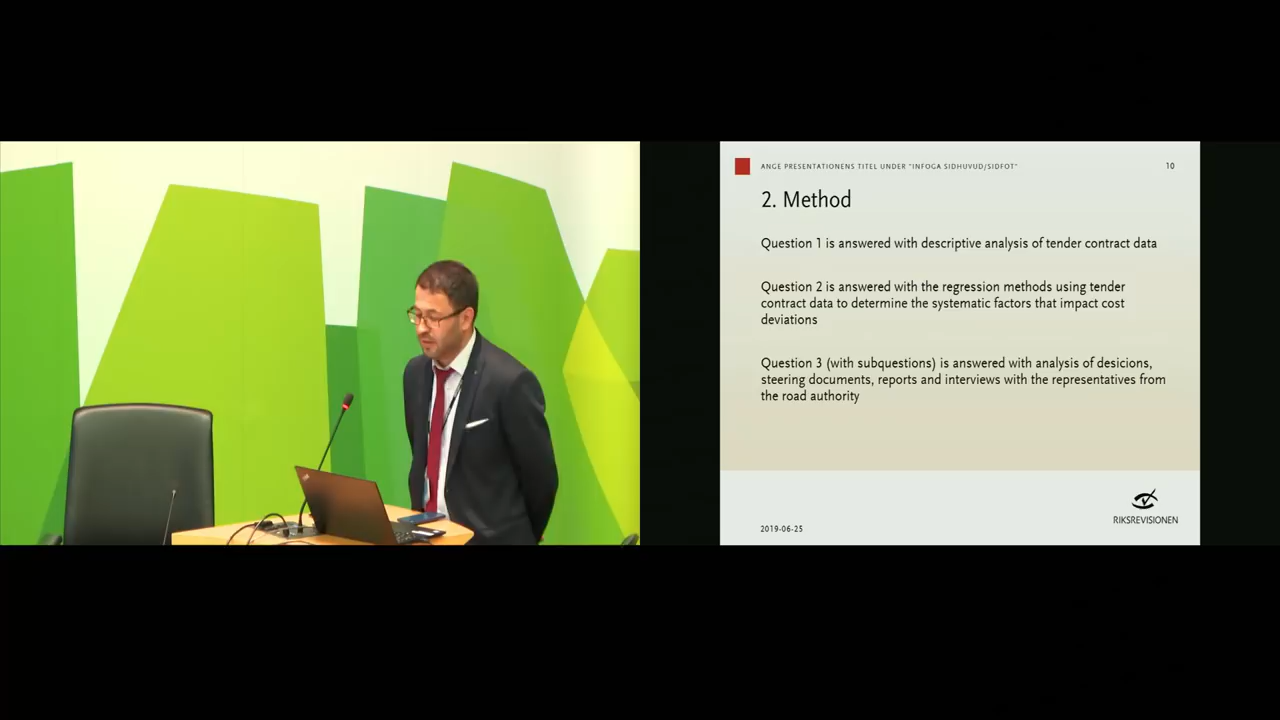 ANGE PRESENTATIONENS TITEL UNDER "INFOGA SIDHUVUD/SIDFOT"
10
2. Method
Question 1 is answered with descriptive analysis of tender contract data
Question 2 is answered with the regression methods using tender
contract data to determine the systematic factors that impact cost
deviations
Question 3 (with subquestions) is answered with analysis of desicions,
steering documents, reports and interviews with the representatives from
the road authority
2019-06-25
RIKSREVISIONEN